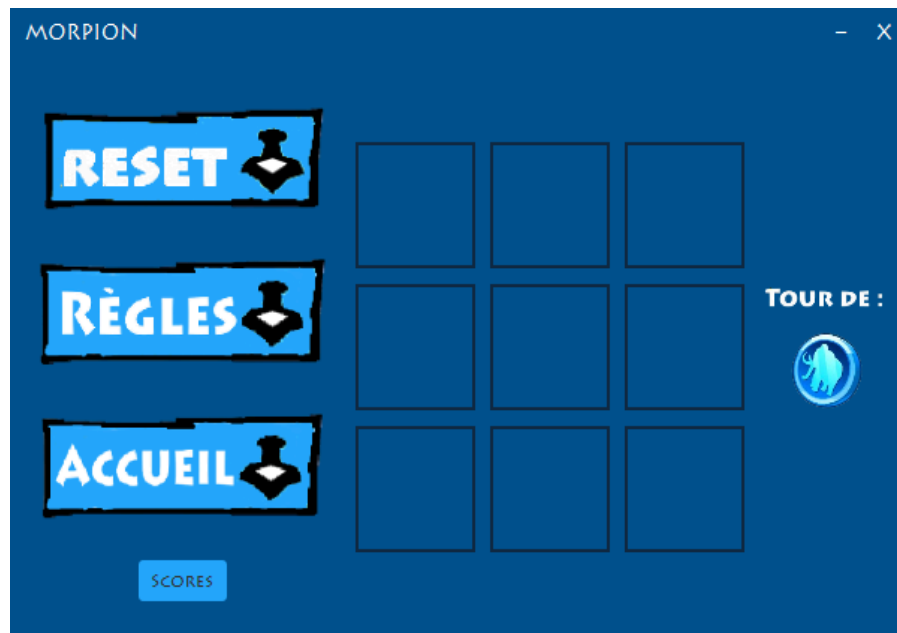 MORPION
– X
RESET
RÈGLES
TOUR DE :
ACCUEIL
SCORES